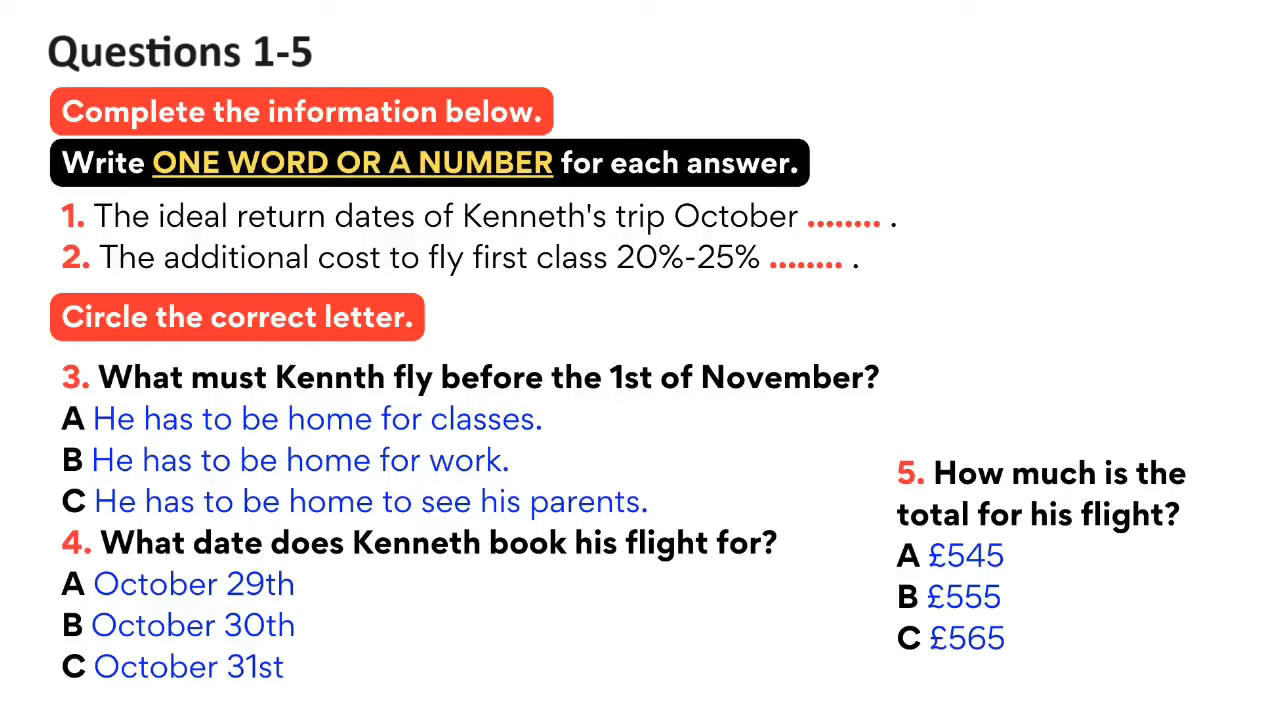 Questions 1-5
Complete the information below.
Write ONE WORD OR A NUMBER for each answer.
1. The ideal return dates of Kenneth's trip October ........ .
2. The additional cost to fly first class 20%-25% ........ .
Circle the correct letter.
3. What must Kennth fly before the 1st of November?
A He has to be home for classes.
B He has to be home for work.
C He has to be home to see his parents.
4. What date does Kenneth book his flight for?
A October 29th
B October 30th
C October 31st
5. How much is the
total for his flight?
A £545
B £555
C £565